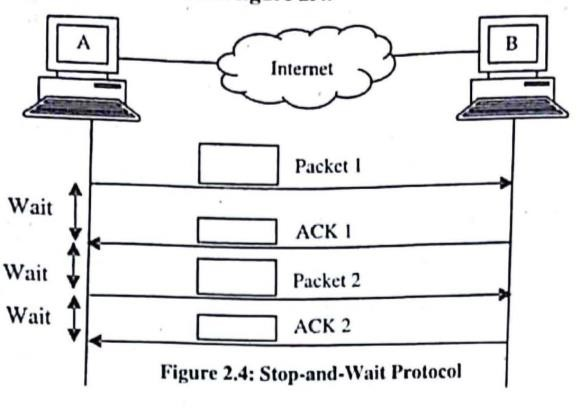 A
B
Internet
Packet 1
Wait
ACK 1
Wait
Packet 2
Wait
ACK 2
Figure 2.4: Stop-and-Wait Protocol